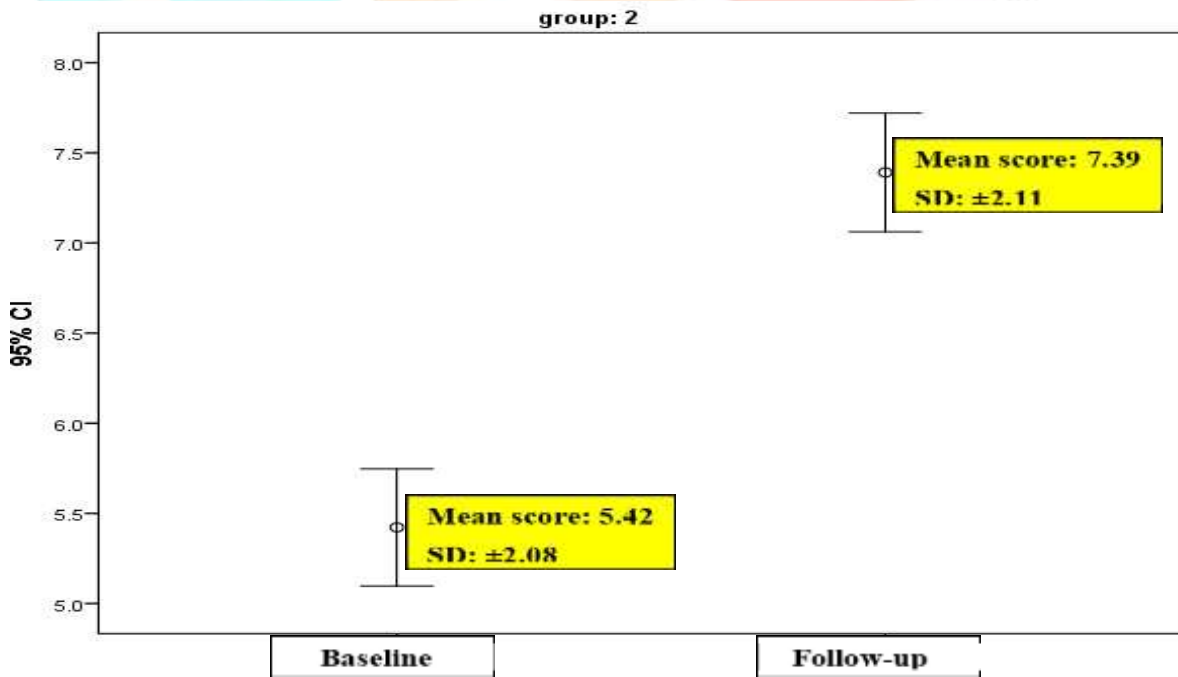 group: 2
8.0
7.5
Mean score: 7.39
SD: ±2.11
7.0
95% CI
6.5
6.0
5.5
Mean score: 5.42
SD: ±2.08
5.0
Baseline
Follow-up